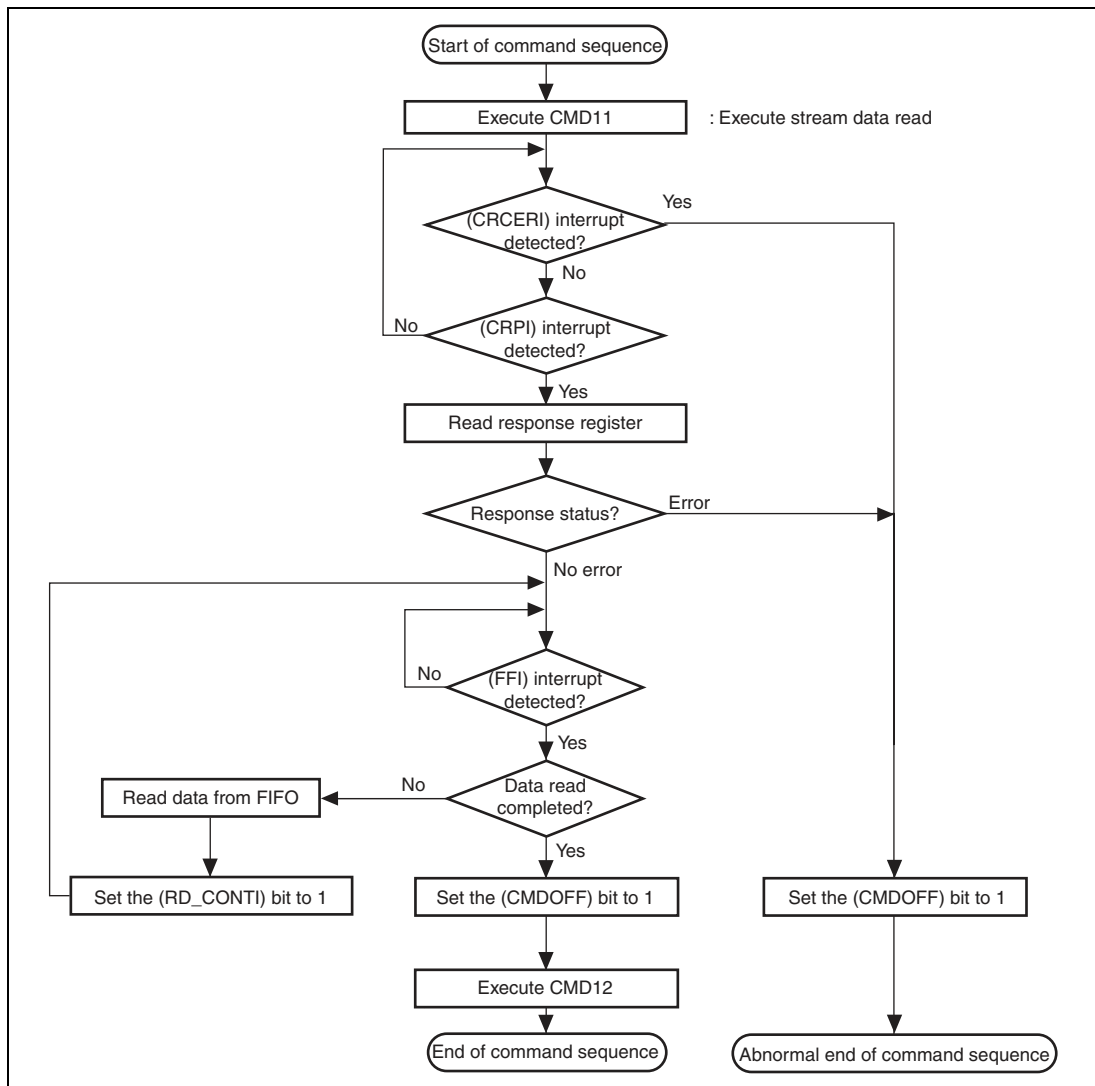 Start of command sequence
Execute CMD11
: Execute stream data read
Yes
(CRCERI) interrupt
detected?
No
No
(CRPI) interrupt
detected?
Yes
Read response register
Response status?
Error
No error
No
(FFI) interrupt
detected?
Yes
Read data from FIFO
No
Data read
completed?
Yes
Set the (RD_CONTI) bit to 1
Set the (CMDOFF) bit to 1
Set the (CMDOFF) bit to 1
Execute CMD12
End of command sequence
Abnormal end of command sequence